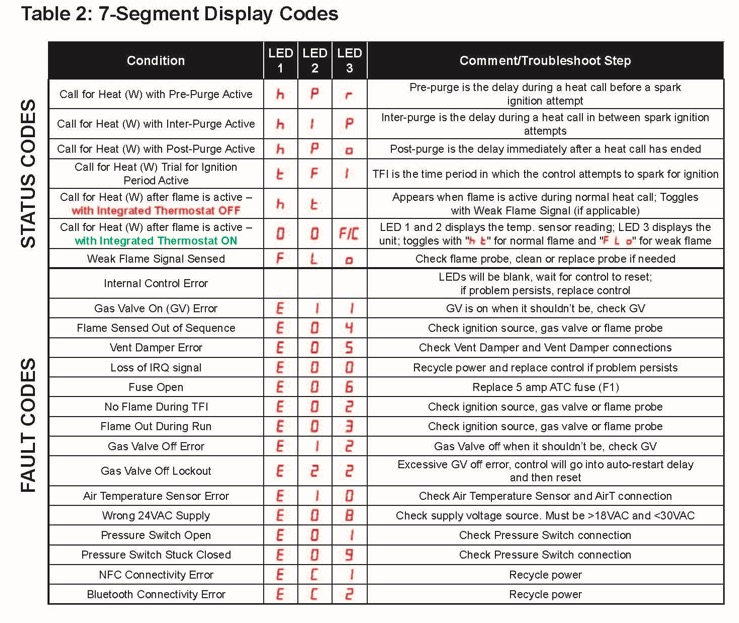 Table 2: 7-Segment Display Codes
Condition LED 1 LED 2 LED 3 Comment/Troubleshoot Step
STATUS CODES
Call for Heat (W) with Pre-Purge Active h P r Pre-purge is the delay during a heat call before a spark
ignition attempt
Call for Heat (W) with Inter-Purge Active h I P Inter-purge is the delay during a heat call in between spark ignition
attempts
Call for Heat (W) with Post-Purge Active h P o Post-purge is the delay immediately after a heat call has ended
Call for Heat (W) Trial for Ignition
Period Active t F I TFI is the time period in which the control attempts to spark for ignition
Call for Heat (W) after flame is active –
with Integrated Thermostat OFF h t Appears when flame is active during normal heat call; Toggles
with Weak Flame Signal (if applicable)
Call for Heat (W) after flame is active –
with Integrated Thermostat ON 0 0 F/C LED 1 and 2 displays the temp. sensor reading; LED 3 displays the
unit; toggles with "h t" for normal flame and "F L o" for weak flame
Weak Flame Signal Sensed F L o Check flame probe, clean or replace probe if needed
FAULT CODES
Internal Control Error LEDs will be blank, wait for control to reset;
if problem persists, replace control
Gas Valve On (GV) Error E 1 1 GV is on when it shouldn't be, check GV
Flame Sensed Out of Sequence E 0 4 Check ignition source, gas valve or flame probe
Vent Damper Error E 0 5 Check Vent Damper and Vent Damper connections
Loss of IRQ signal E 0 0 Recycle power and replace control if problem persists
Fuse Open E 0 6 Replace 5 amp ATC fuse (F1)
No Flame During TFI E 0 2 Check ignition source, gas valve or flame probe
Flame Out During Run E 0 3 Check ignition source, gas valve or flame probe
Gas Valve Off Error E 1 2 Gas Valve off when it shouldn't be, check GV
Gas Valve Off Lockout E 2 2 Excessive GV off error, control will go into auto-restart delay
and then reset
Air Temperature Sensor Error E 1 0 Check Air Temperature Sensor and AirT connection
Wrong 24VAC Supply E 0 8 Check supply voltage source. Must be >18VAC and <30VAC
Pressure Switch Open E 0 1 Check Pressure Switch connection
Pressure Switch Stuck Closed E 0 9 Check Pressure Switch connection
NFC Connectivity Error E C 1 Recycle power
Bluetooth Connectivity Error E C 2 Recycle power